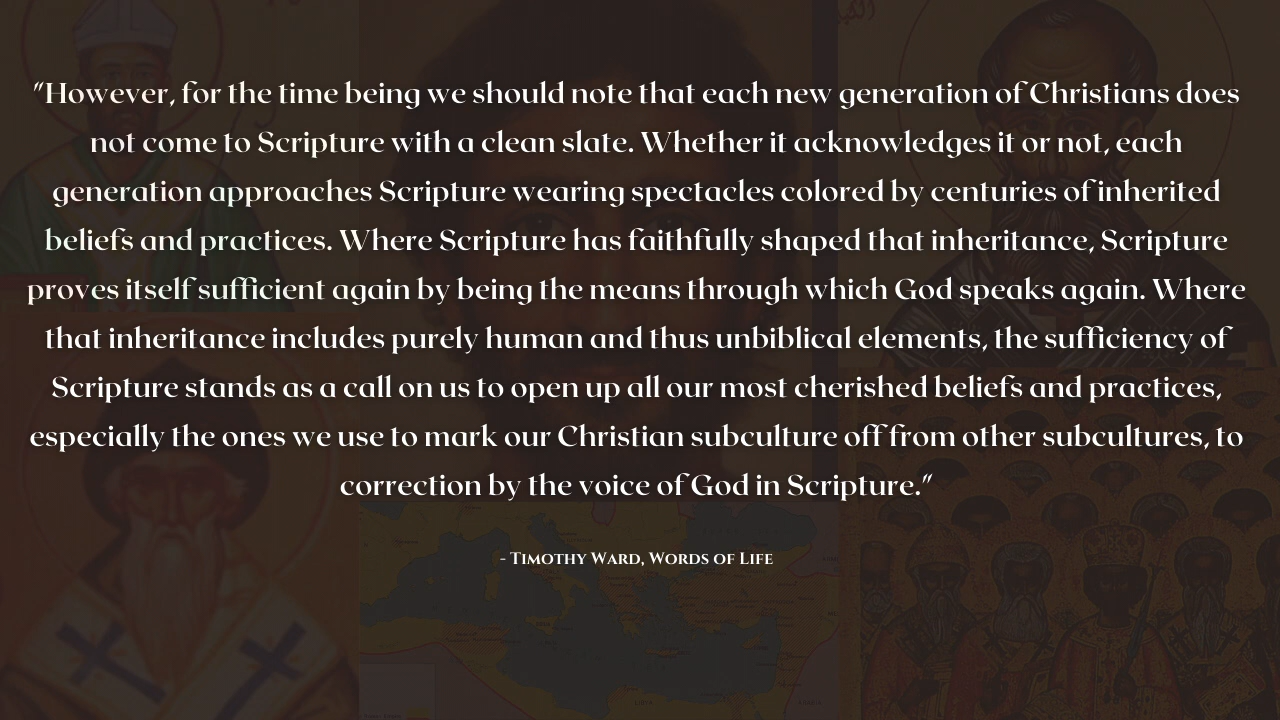 "However, for the time being we should note that each new generation of Christians does
not come to Scripture with a clean slate. Whether it acknowledges it or not, each
generation approaches Scripture wearing spectacles colored by centuries of inherited
beliefs and practices. Where Scripture has faithfully shaped that inheritance, Scripture
proves itself sufficient again by being the means through which God speaks again. Where
that inheritance includes purely human and thus unbiblical elements, the sufficiency of
Scripture stands as a call on us to open up all our most cherished beliefs and practices,
especially the ones we use to mark our Christian subculture off from other subcultures, to
correction by the voice of God in Scripture."
- Timothy Ward, Words of Life